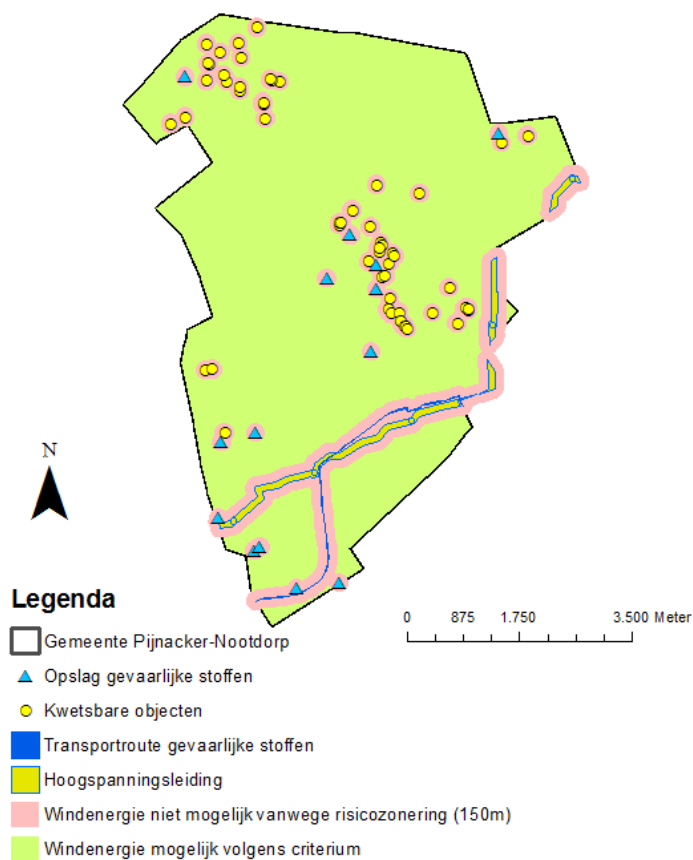 N
0 875 1.750 3.500 Meter
Legenda
Gemeente Pijnacker-Nootdorp
Opslag gevaarlijke stoffen
Kwetsbare objecten
Transportroute gevaarlijke stoffen
Hoogspanningsleiding
Windenergie niet mogelijk vanwege risicozonering (150m)
Windenergie mogelijk volgens criterium